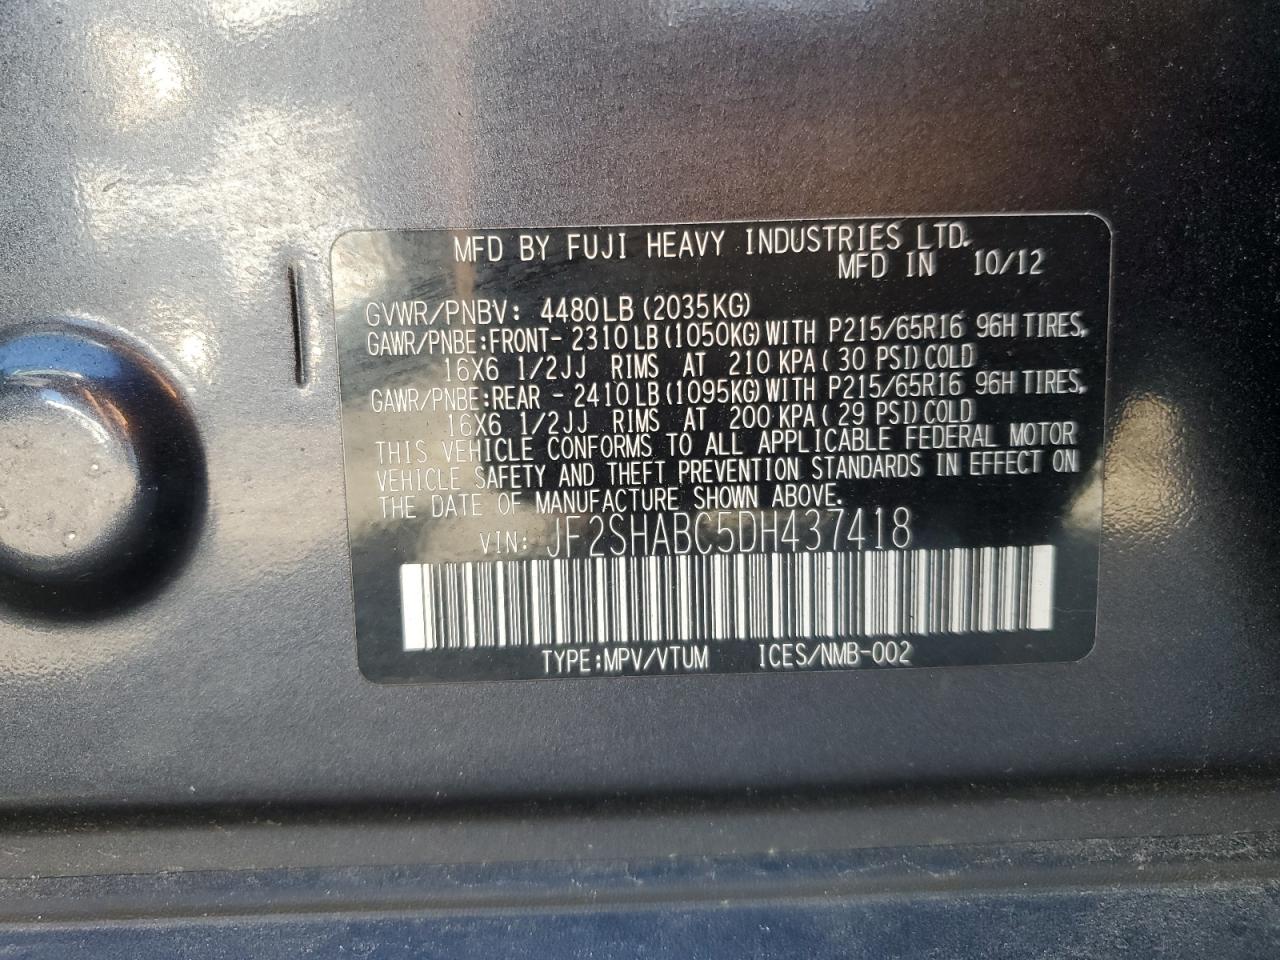 MFD BY FUJI HEAVY INDUSTRIES LTD.
MFD IN 10/12
GVWR/PNBV: 4480LB (2035KG)
GAWR/PNBE:FRONT- 2310LB (1050KG) WITH P215/65R16 96H TIRES,
16X6 1/2JJ RIMS AT 210 KPA ( 30 PSI) COLD
GAWR/PNBE:REAR - 2410LB (1095KG) WITH P215/65R16 96H TIRES,
16X6 1/2JJ RIMS AT 200 KPA ( 29 PSI) COLD
THIS VEHICLE CONFORMS TO ALL APPLICABLE FEDERAL MOTOR
VEHICLE SAFETY AND THEFT PREVENTION STANDARDS IN EFFECT ON
THE DATE OF MANUFACTURE SHOWN ABOVE.
VIN: JF2SHABC5DH437418
TYPE:MPV/VTUM ICES/NMB-002